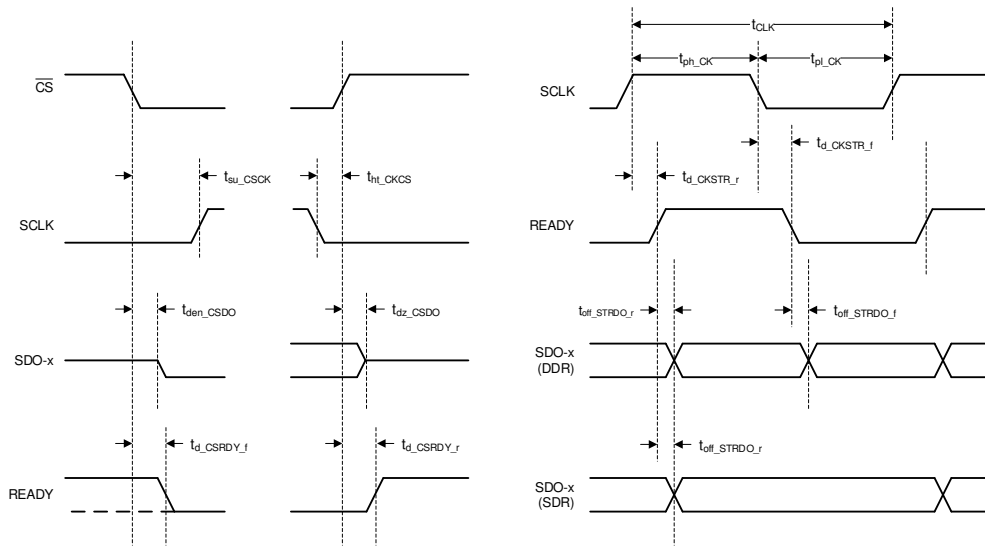 CS
t_su_CSCK
t_ht_CKCS
SCLK
t_den_CSDO
t_dz_CSDO
SDO-x
t_d_CSRDY_f
t_d_CSRDY_r
READY
t_CLK
t_ph_CK
t_pl_CK
SCLK
t_d_CKSTR_f
t_d_CKSTR_r
READY
t_off_STRDO_r
t_off_STRDO_f
SDO-x
(DDR)
t_off_STRDO_r
SDO-x
(SDR)